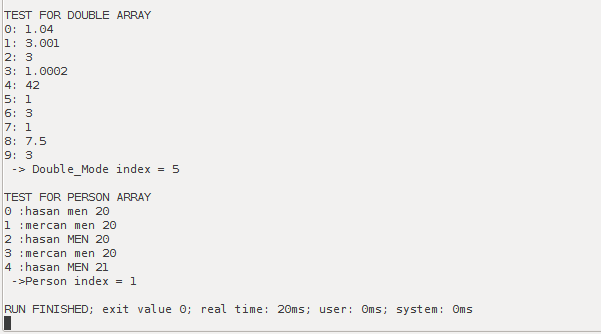 TEST FOR DOUBLE ARRAY
0: 1.04
1: 3.001
2: 3
3: 1.0002
4: 42
5: 1
6: 3
7: 1
8: 7.5
9: 3
-> Double_Mode index = 5
TEST FOR PERSON ARRAY
0 :hasan men 20
1 :mercan men 20
2 :hasan MEN 20
3 :mercan men 20
4 :hasan MEN 21
->Person index = 1
RUN FINISHED; exit value 0; real time: 20ms; user: 0ms; system: 0ms